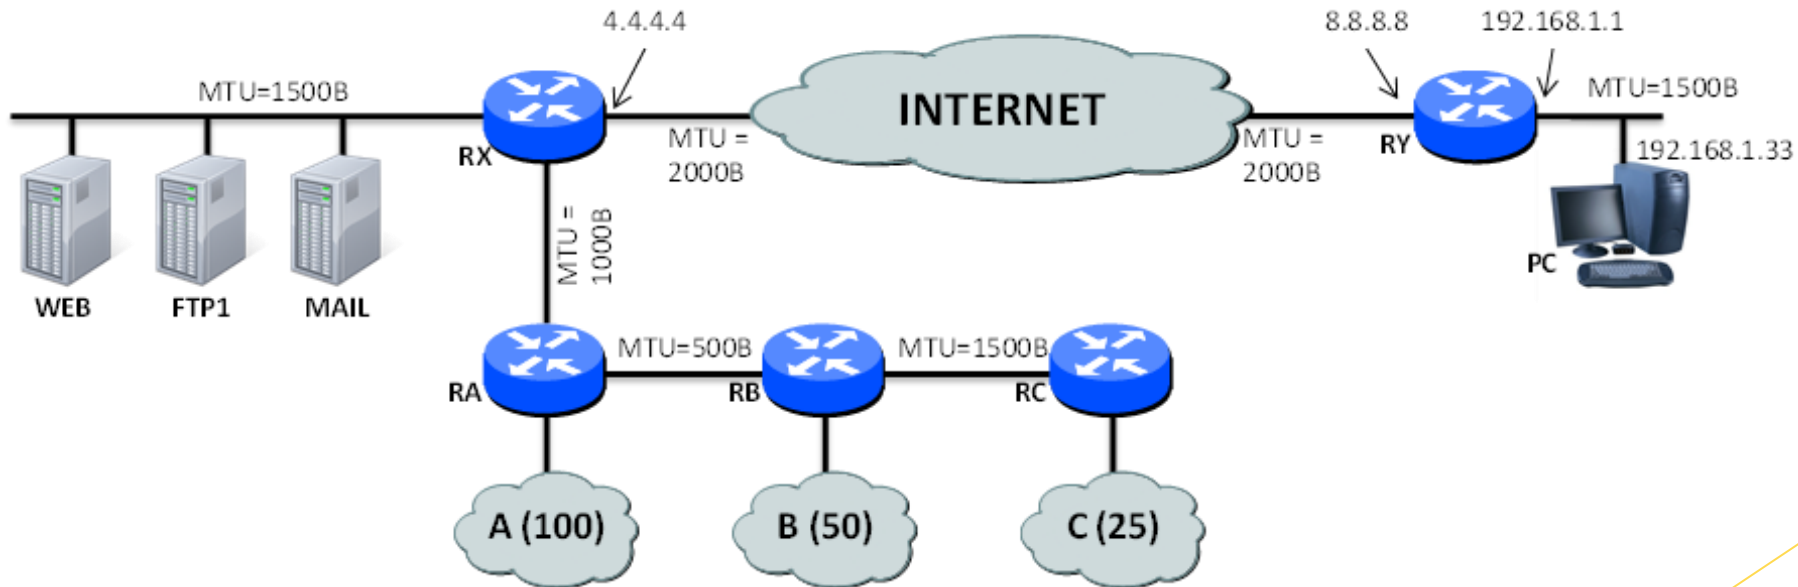 4.4.4.4
8.8.8.8
192.168.1.1
MTU=1500B
INTERNET
MTU=1500B
RX
MTU =
2000B
MTU =
2000B
RY
192.168.1.33
MTU =
1000B
PC
WEB
FTP1
MAIL
MTU=500B
MTU=1500B
RA
RB
RC
A (100)
B (50)
C (25)